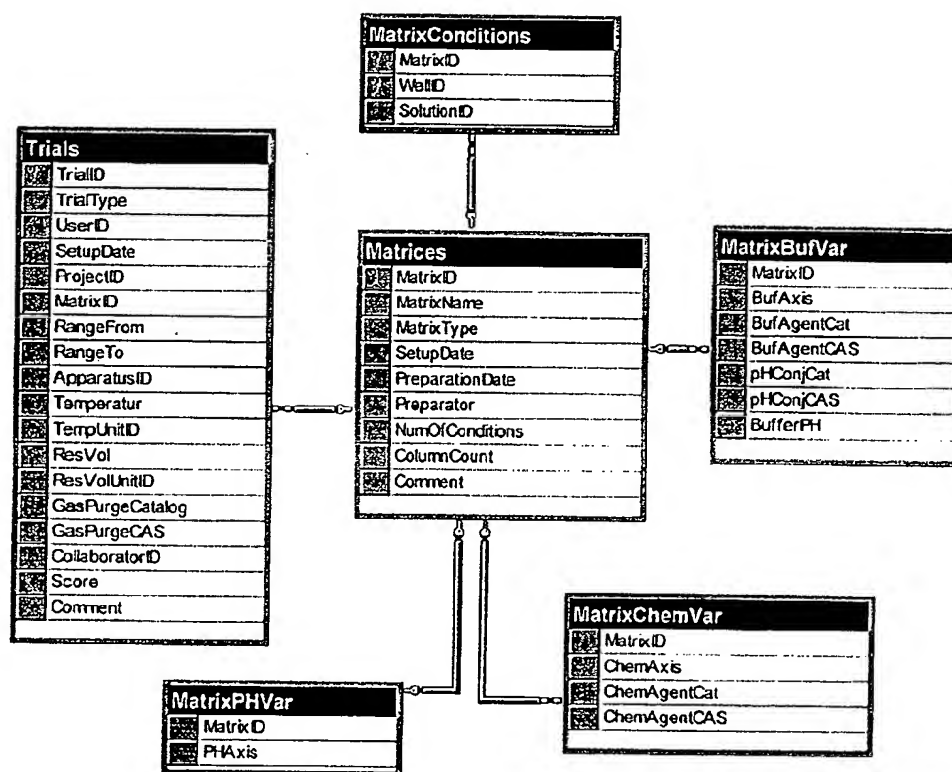 MatrixConditions
MatrixID
WellID
SolutionID
Trials
TrialID
TrialType
UserID
SetupDate
ProjectID
MatrixID
RangeFrom
RangeTo
ApparatusID
Temperatur
TempUnitID
ResVol
ResVolUnitID
GasPurgeCatalog
GasPurgeCAS
CollaboratorID
Score
Comment
Matrices
MatrixID
MatrixName
MatrixType
SetupDate
PreparationDate
Preparator
NumOfConditions
ColumnCount
Comment
MatrixBufVar
MatrixID
BufAxis
BufAgentCat
BufAgentCAS
pHConjCat
pHConjCAS
BufferPH
MatrixChemVar
MatrixID
ChemAxis
ChemAgentCat
ChemAgentCAS
MatrixPHVar
MatrixID
PHAxis